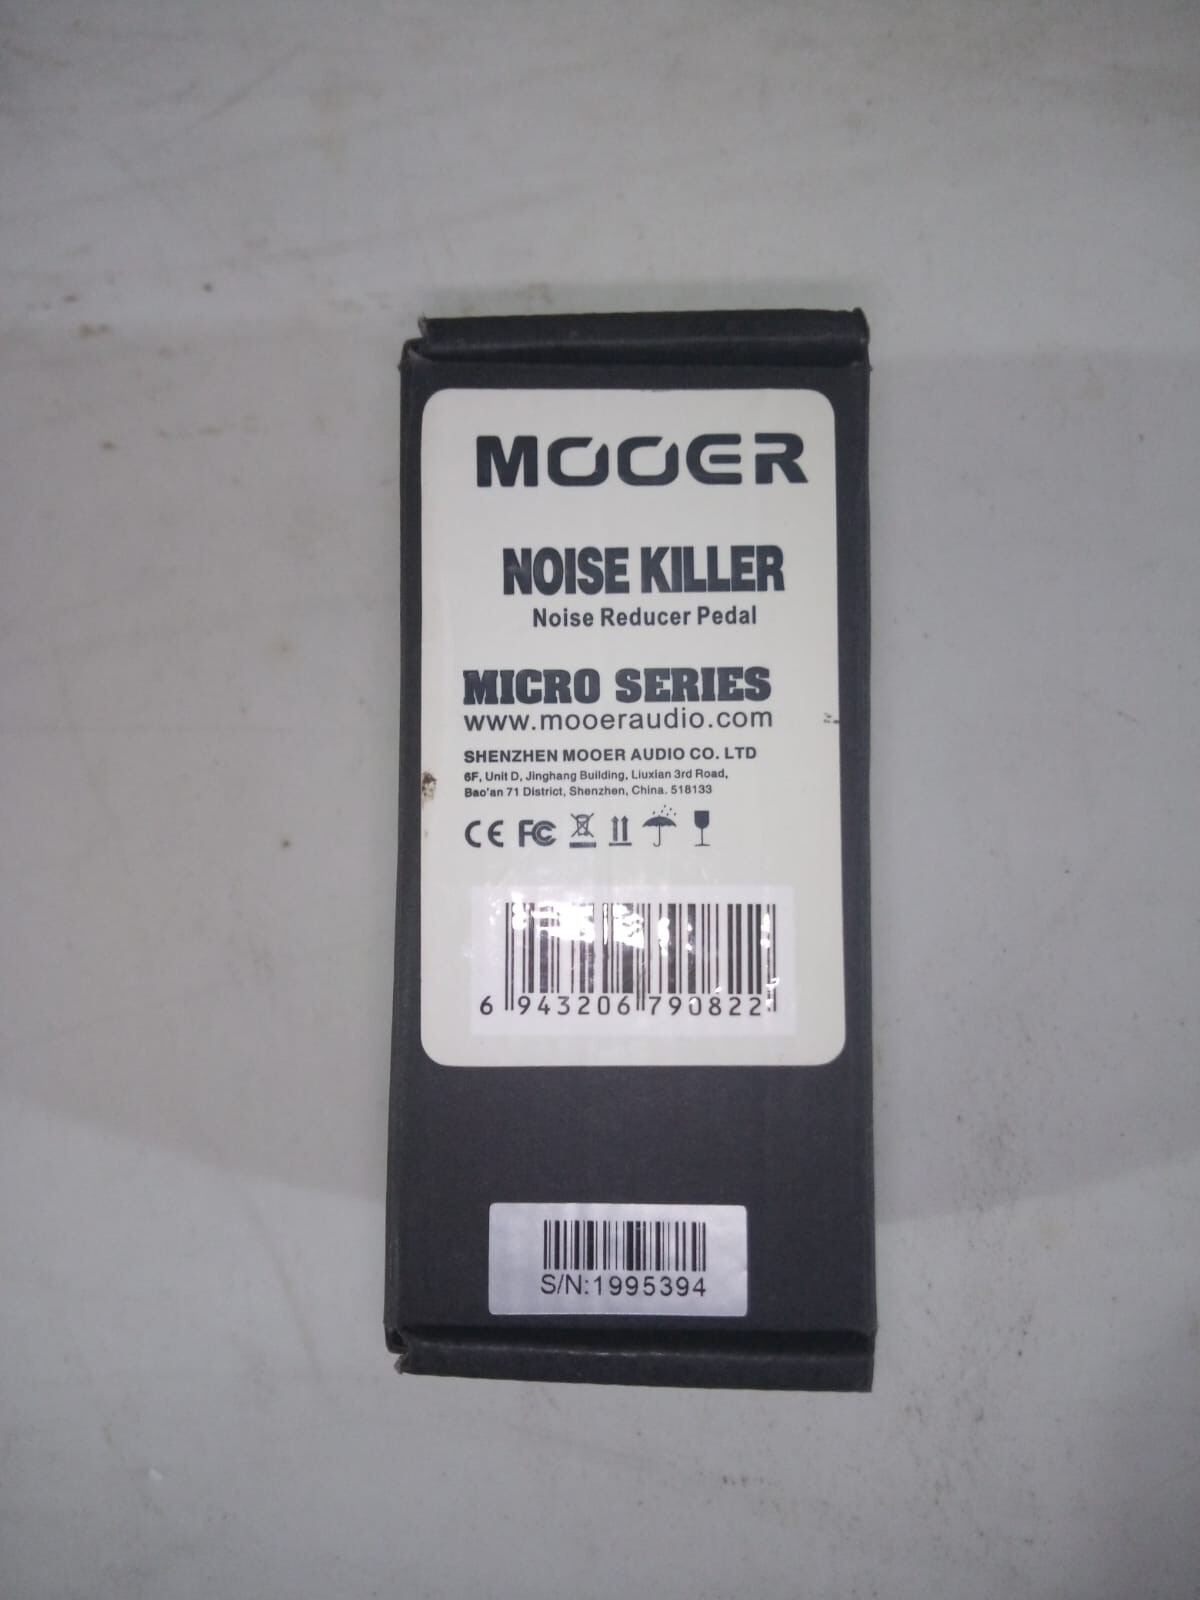 MOOER
NOISE KILLER
Noise Reducer Pedal
MICRO SERIES
www.mooeraudio.com
SHENZHEN MOOER AUDIO CO. LTD
6F, Unit D, Jinghang Building, Liuxian 3rd Road,
Bao'an 71 District, Shenzhen, China. 518133
CE FC
6 943206 790822
S/N:1995394